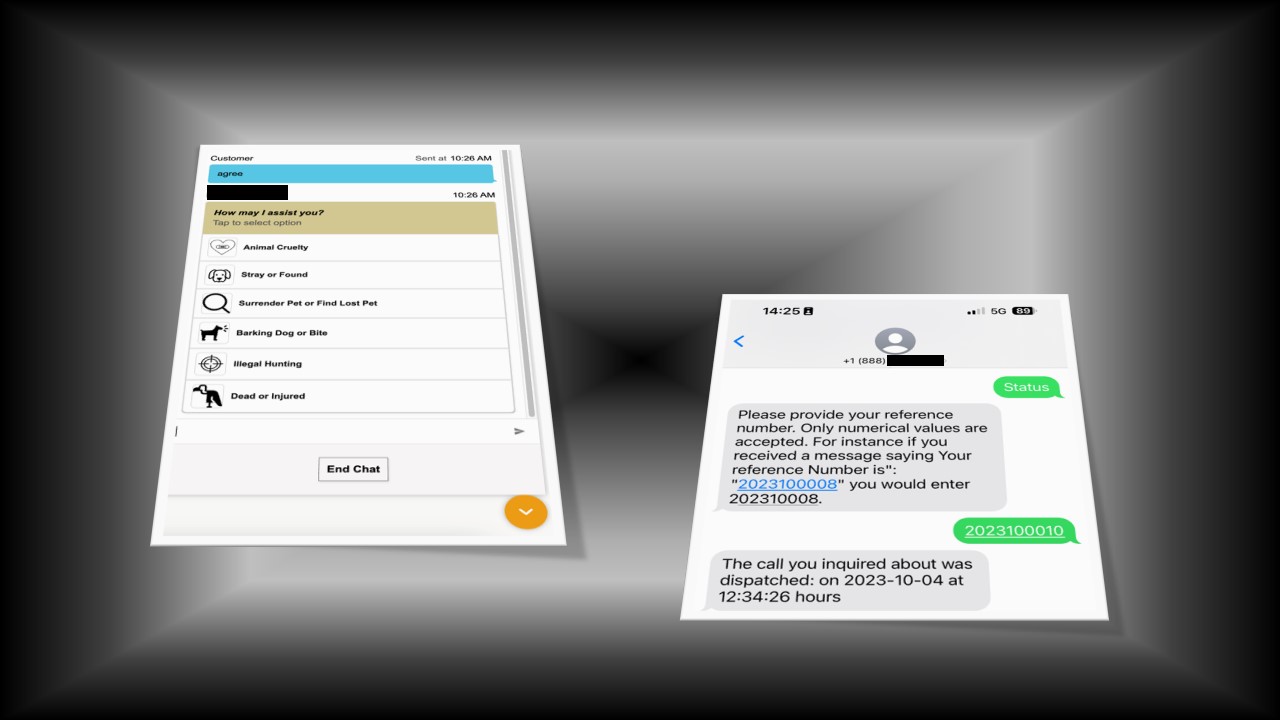 Customer Sent at 10:26 AM
agree
10:26 AM
How may I assist you?
Tap to select option
Animal Cruelty
Stray or Found
Surrender Pet or Find Lost Pet
Barking Dog or Bite
Illegal Hunting
Dead or Injured
End Chat
14:25 5G 89
+1 (888)
Status
Please provide your reference
number. Only numerical values are
accepted. For instance if you
received a message saying Your
reference Number is":
"2023100008" you would enter
202310008.
2023100010
The call you inquired about was
dispatched: on 2023-10-04 at
12:34:26 hours